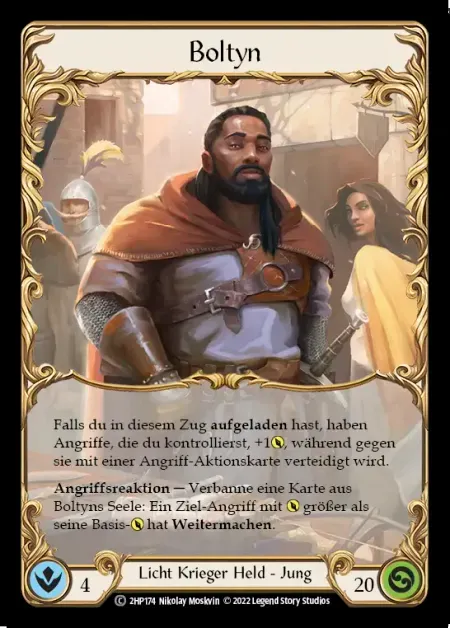 Boltyn
Falls du in diesem Zug aufgeladen hast, haben
Angriffe, die du kontrollierst, +1, während gegen
sie mit einer Angriff-Aktionskarte verteidigt wird.
Angriffsreaktion — Verbanne eine Karte aus
Boltyns Seele: Ein Ziel-Angriff mit größer als
seine Basis- hat Weitermachen.
4 Licht Krieger Held - Jung 20
© 2HP174 Nikolay Moskvin © 2022 Legend Story Studios